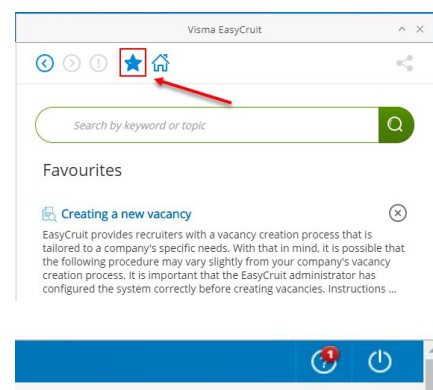 Visma EasyCruit
Search by keyword or topic
Favourites
Creating a new vacancy
EasyCruit provides recruiters with a vacancy creation process that is
tailored to a company's specific needs. With that in mind, it is possible that
the following procedure may vary slightly from your company's vacancy
creation process. It is important that the EasyCruit administrator has
configured the system correctly before creating vacancies. Instructions ...
? 1